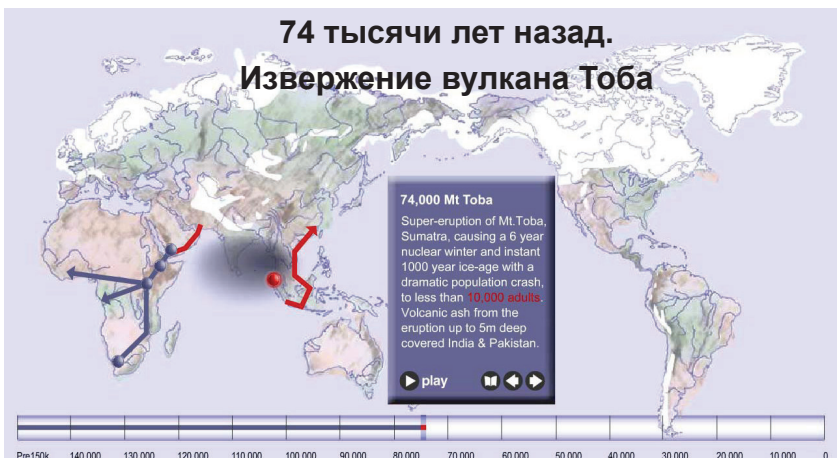 74 тысячи лет назад.
Извержение вулкана Тоба
74,000 Mt Toba
Super-eruption of Mt.Toba,
Sumatra, causing a 6 year
nuclear winter and instant
1000 year ice-age with a
dramatic population crash,
to less than 10,000 adults.
Volcanic ash from the
eruption up to 5m deep
covered India & Pakistan.
play
Pre150k 140,000 130,000 120,000 110,000 100,000 90,000 80,000 70,000 60,000 50,000 40,000 30,000 20,000 10,000 0